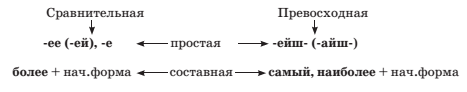 Сравнительная Превосходная
-ее (-ей), -е простая -ейш- (-айш-)
более + нач.форма составная самый, наиболее + нач.форма